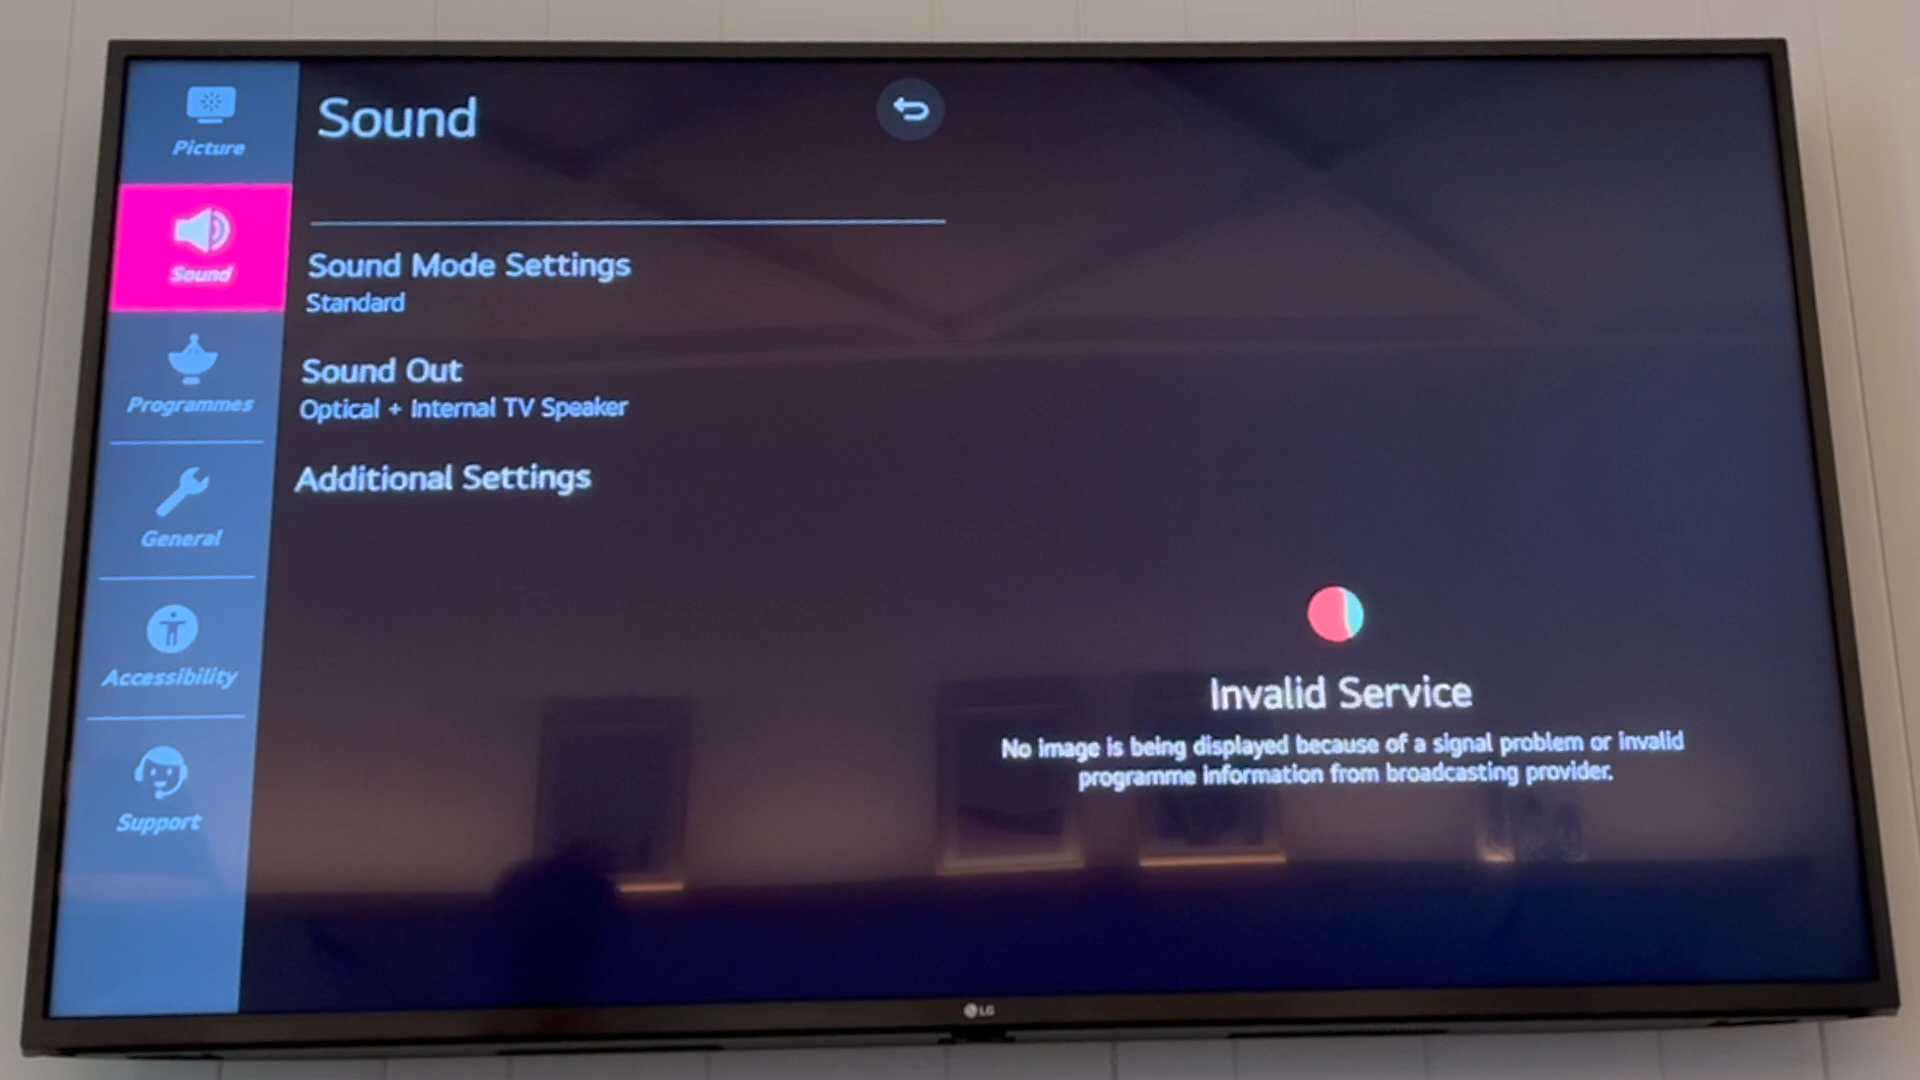 Picture
Sound
Programmes
General
Accessibility
Support
Sound
Sound Mode Settings
Standard
Sound Out
Optical + Internal TV Speaker
Additional Settings
Invalid Service
No image is being displayed because of a signal problem or invalid
programme information from broadcasting provider.
LG